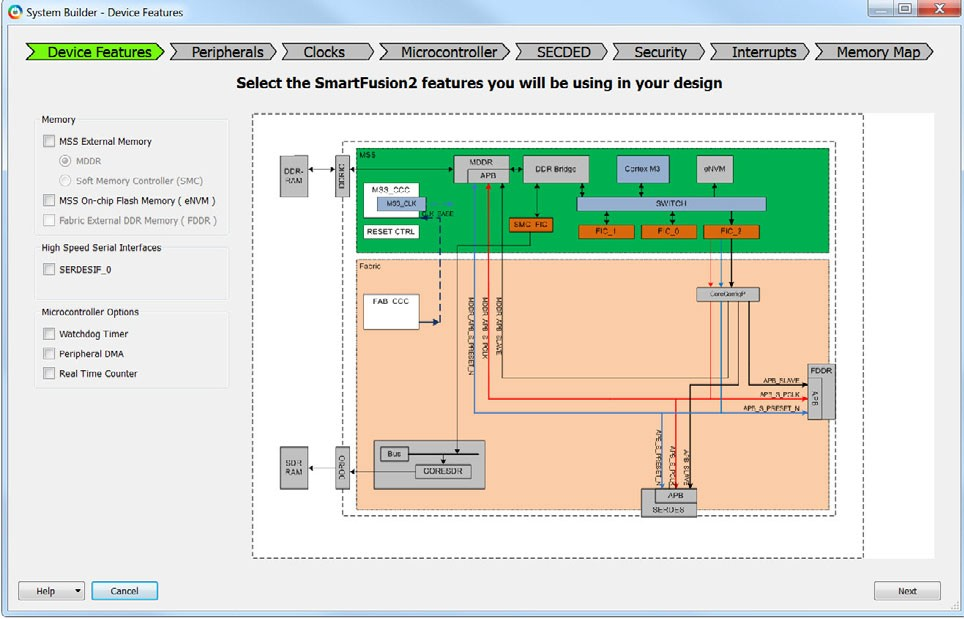 System Builder - Device Features
Device Features
Peripherals
Clocks
Microcontroller
SECDED
Security
Interrupts
Memory Map
Select the SmartFusion2 features you will be using in your design
Memory
MSS External Memory
MDDR
Soft Memory Controller (SMC)
MSS On-chip Flash Memory ( eNVM )
Fabric External DDR Memory ( FDDR )
High Speed Serial Interfaces
SERDESIF_0
Microcontroller Options
Watchdog Timer
Peripheral DMA
Real Time Counter
MSS
DDR-
RAM
DDRIO
MDDR
APB
DDR Bridge
Cortex M3
eNVM
MSS_CCC
MSS_CLK
CLK_BASE
RESET CTRL
SWITCH
SMC_FIC
FIC_1
FIC_0
FIC_2
Fabric
FAB_CCC
CoreConfigP
MDDR_APB_S_PRESET_N
MDDR_APB_S_PCLK
MDDR_APB_SLAVE
FDDR
APB
APB_SLAVE
APB_S_PCLK
APB_S_PRESET_N
SDR
RAM
Bus
CORESDR
APB_S_PRESET_N
APB_S_PCLK
APB_SLAVE
APB
SERDES
Help
Cancel
Next